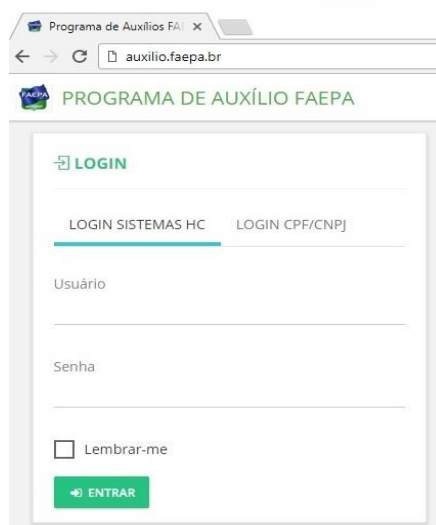 Programa de Auxílios FAE
auxilio.faepa.br
FAEPA PROGRAMA DE AUXÍLIO FAEPA
LOGIN
LOGIN SISTEMAS HC LOGIN CPF/CNPJ
Usuário
Senha
Lembrar-me
ENTRAR